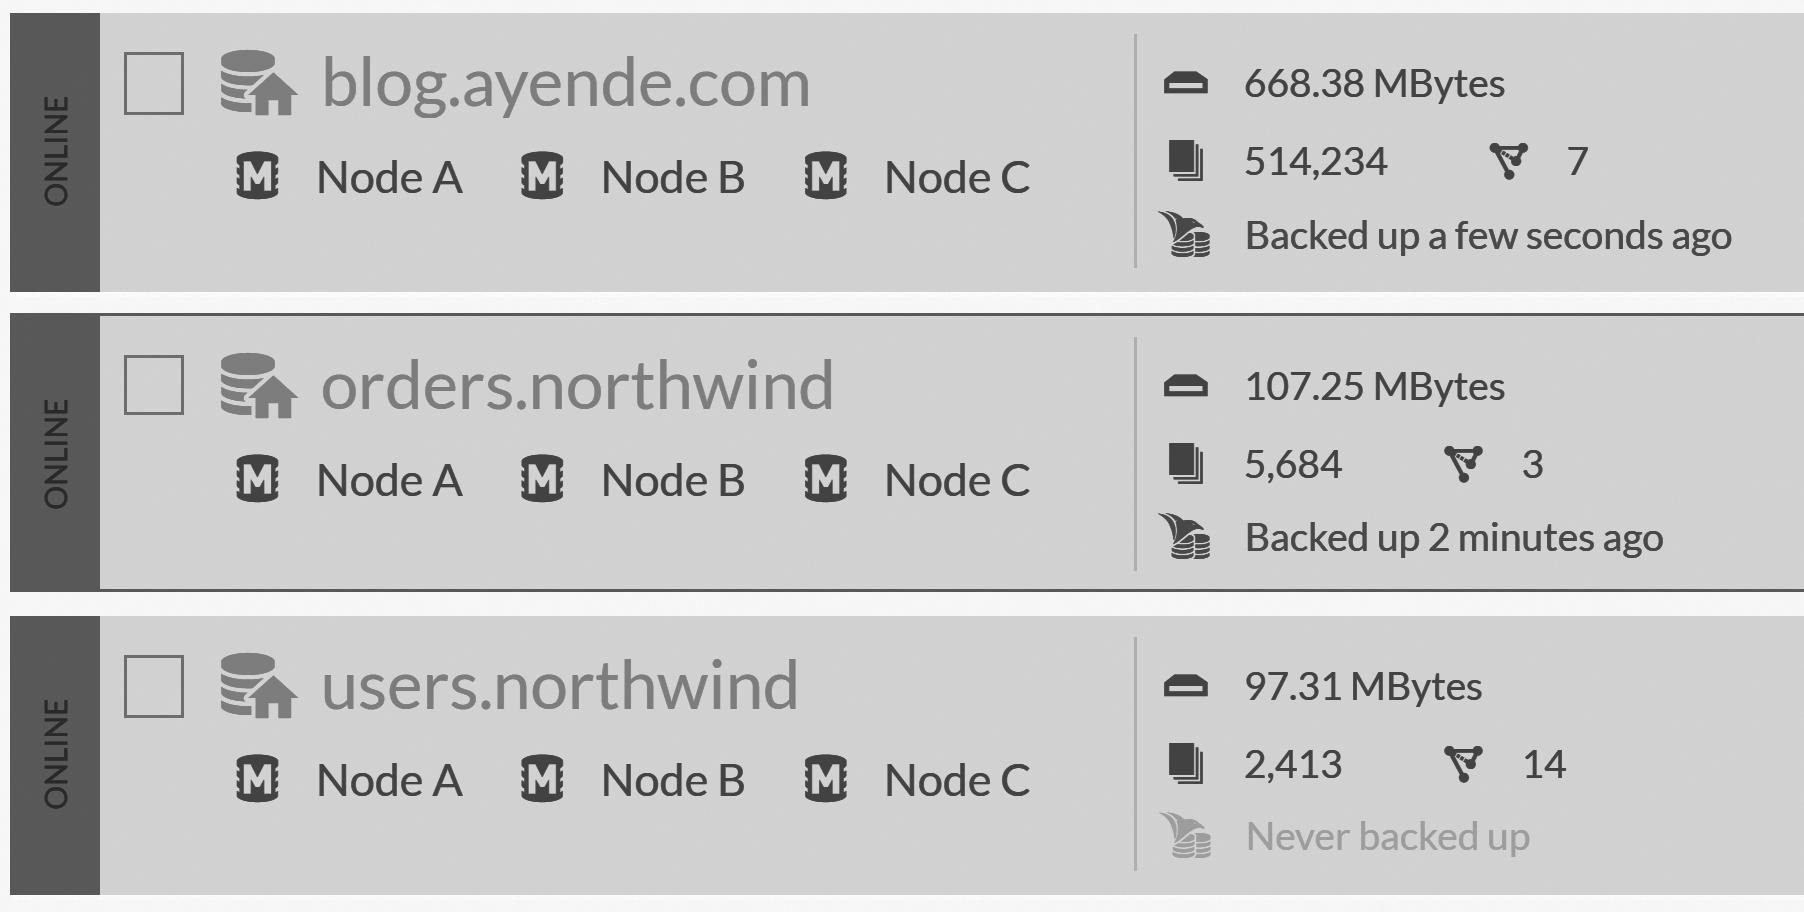 ONLINE
blog.ayende.com
M Node A M Node B M Node C
668.38 MBytes
514,234 7
Backed up a few seconds ago
ONLINE
orders.northwind
M Node A M Node B M Node C
107.25 MBytes
5,684 3
Backed up 2 minutes ago
ONLINE
users.northwind
M Node A M Node B M Node C
97.31 MBytes
2,413 14
Never backed up